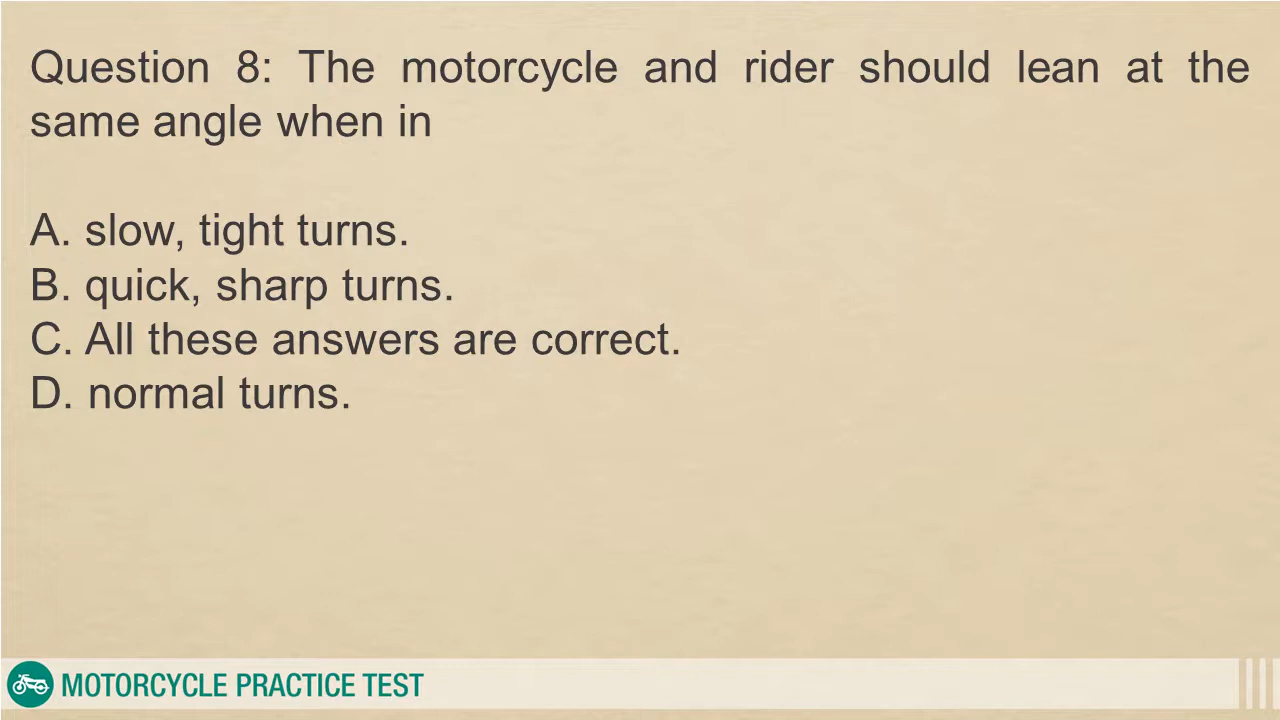 Question 8: The motorcycle and rider should lean at the
same angle when in
A. slow, tight turns.
B. quick, sharp turns.
C. All these answers are correct.
D. normal turns.
MOTORCYCLE PRACTICE TEST